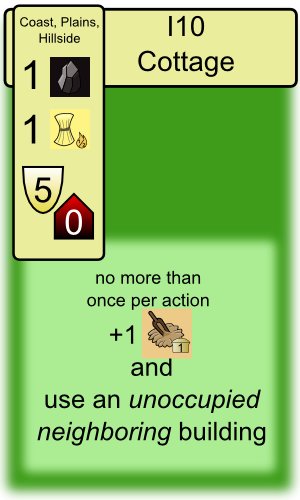 Coast, Plains,
Hillside
I10
Cottage
1
1
5
0
no more than
once per action
+1
1
and
use an unoccupied
neighboring building